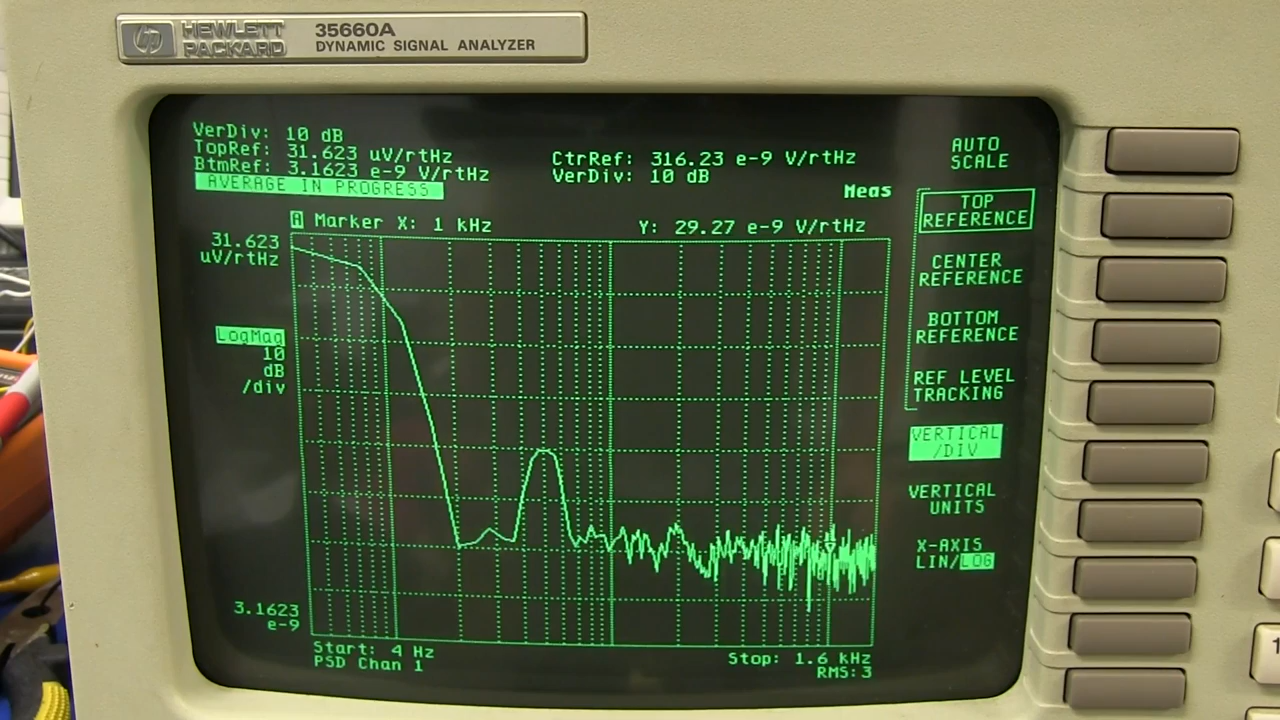 hp HEWLETT PACKARD
35660A
DYNAMIC SIGNAL ANALYZER
VerDiv: 10 dB
TopRef: 31.623 uV/rtHz
BtmRef: 3.1623 e-9 V/rtHz
AVERAGE IN PROGRESS
CtrRef: 316.23 e-9 V/rtHz
VerDiv: 10 dB
Meas
A Marker X: 1 kHz
Y: 29.27 e-9 V/rtHz
31.623
uV/rtHz
LogMag
10
dB
/div
3.1623
e-9
Start: 4 Hz
PSD Chan 1
Stop: 1.6 kHz
RMS:3
AUTO
SCALE
TOP
REFERENCE
CENTER
REFERENCE
BOTTOM
REFERENCE
REF LEVEL
TRACKING
VERTICAL
/DIV
VERTICAL
UNITS
X-AXIS
LIN/LOG
1